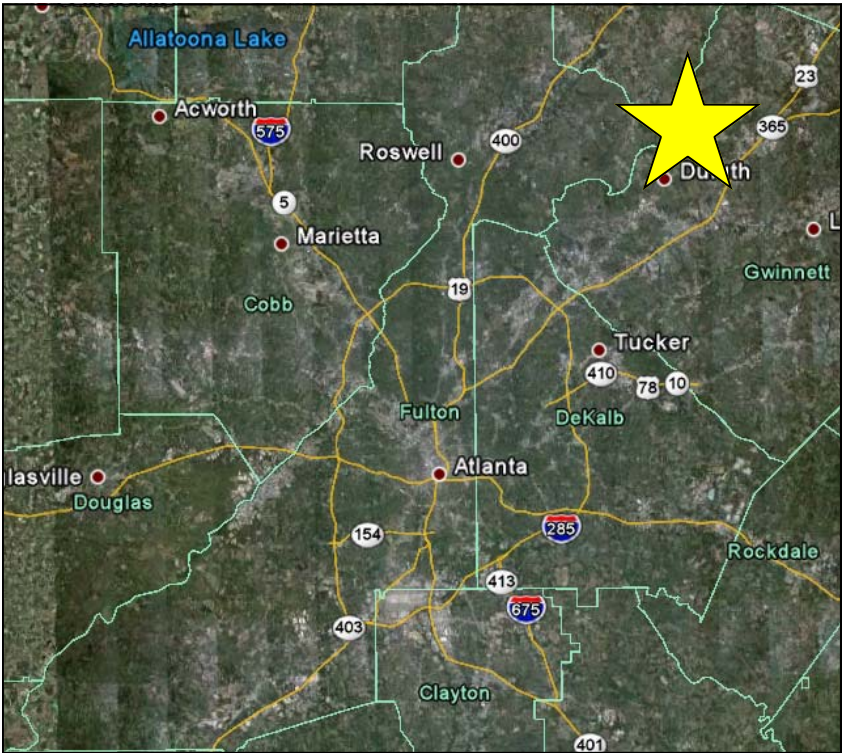 Allatoona Lake
23
Acworth
575
365
400
Roswell
5
Marietta
L
Gwinnett
19
Cobb
Tucker
410
78
10
Fulton
DeKalb
Atlanta
lasville
Douglas
154
285
Rockdale
413
675
403
Clayton
401